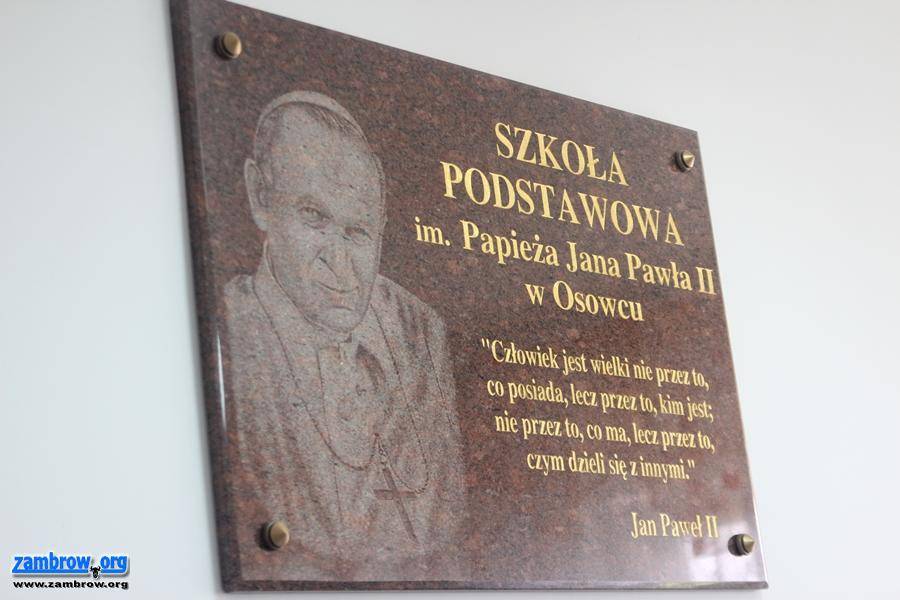 SZKOŁA
PODSTAWOWA
im. Papieża Jana Pawła II
w Osowcu
"Człowiek jest wielki nie przez to,
co posiada, lecz przez to, kim jest;
nie przez to, co ma, lecz przez to,
czym dzieli się z innymi."
Jan Paweł II
zambrow.org
www.zambrow.org